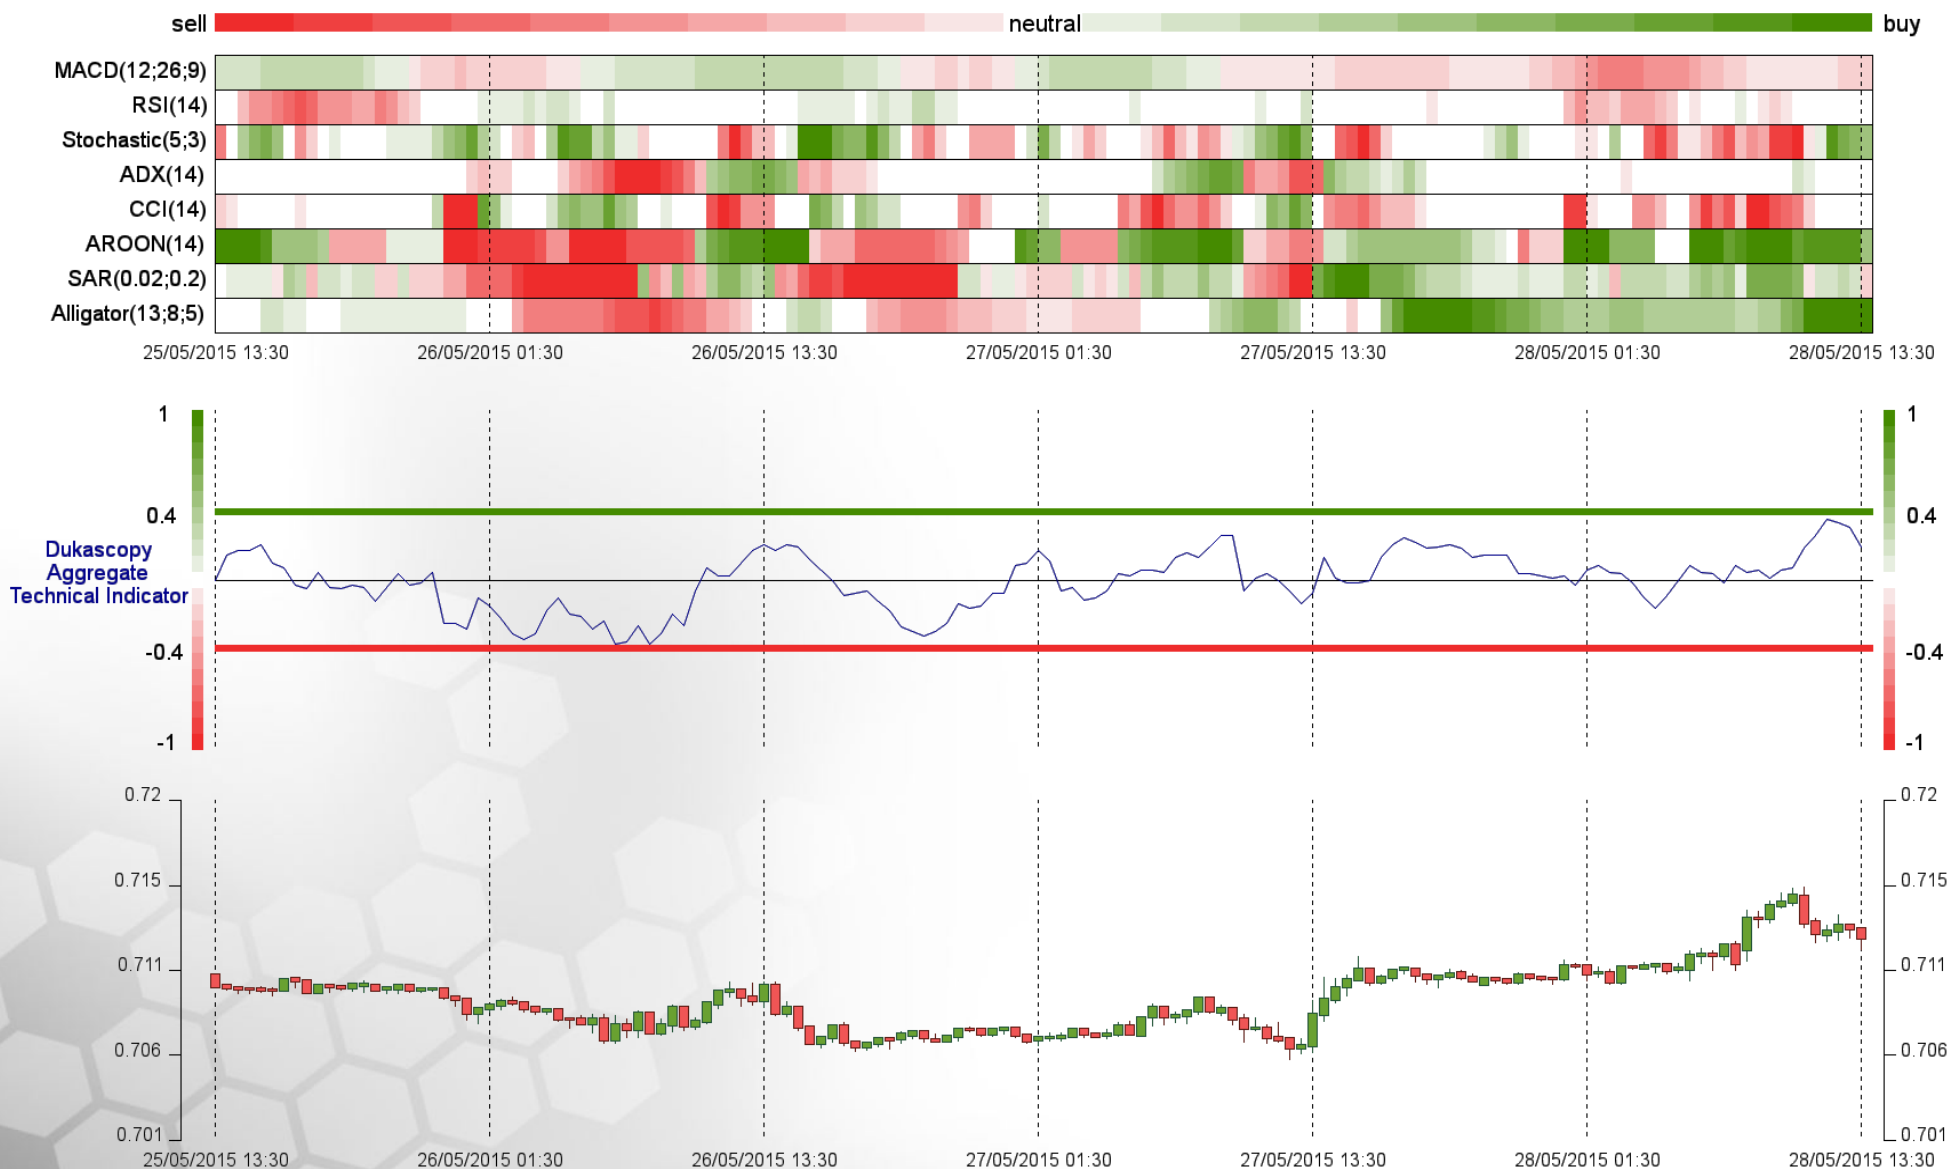 sell neutral buy
MACD(12;26;9)
RSI(14)
Stochastic(5;3)
ADX(14)
CCI(14)
AROON(14)
SAR(0.02;0.2)
Alligator(13;8;5)
25/05/2015 13:30 26/05/2015 01:30 26/05/2015 13:30 27/05/2015 01:30 27/05/2015 13:30 28/05/2015 01:30 28/05/2015 13:30
1 1
0.4 0.4
Dukascopy
Aggregate
Technical Indicator
-0.4 -0.4
-1 -1
0.72 0.72
0.715 0.715
0.711 0.711
0.706 0.706
0.701 0.701
25/05/2015 13:30 26/05/2015 01:30 26/05/2015 13:30 27/05/2015 01:30 27/05/2015 13:30 28/05/2015 01:30 28/05/2015 13:30